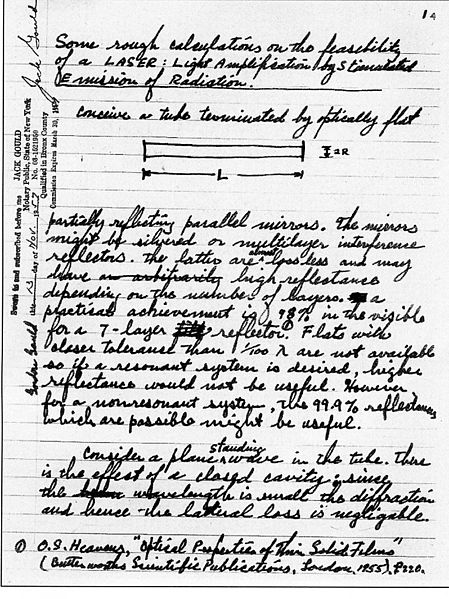 1 a
Some rough calculations on the feasibility
of a LASER: Light Amplification by Stimulated
Emission of Radiation.
conceive a tube terminated by optically flat
2R
L
partially reflecting parallel mirrors. The mirrors
might be silvered or multilayer interference
reflectors. The latter are almost lossless and may
have an arbitrarily high reflectance
depending on the number of layers. a
practical achievement is 98% in the visible
for a 7-layer reflector.① Flats with
closer tolerance than 1/100 λ are not available
so if a resonant system is desired, higher
reflectance would not be useful. However
for a nonresonant system, the 99.9% reflectances
which are possible might be useful.
Consider a plane standing wave in the tube. There
is the effect of a closed cavity; since
the wavelength is small the diffraction
and hence the lateral loss is negligable.
① O.S. Heavens, "Optical Properties of Thin Solid Films"
(Butterworths Scientific Publications, London, 1955), P220.
Jack Gould
Sworn to and subscribed before me
this 13 day of Nov. 1957
JACK GOULD
Notary Public, State of New York
Qualified in Bronx County
Commission Expires March 30, 1959
Gordon Gould